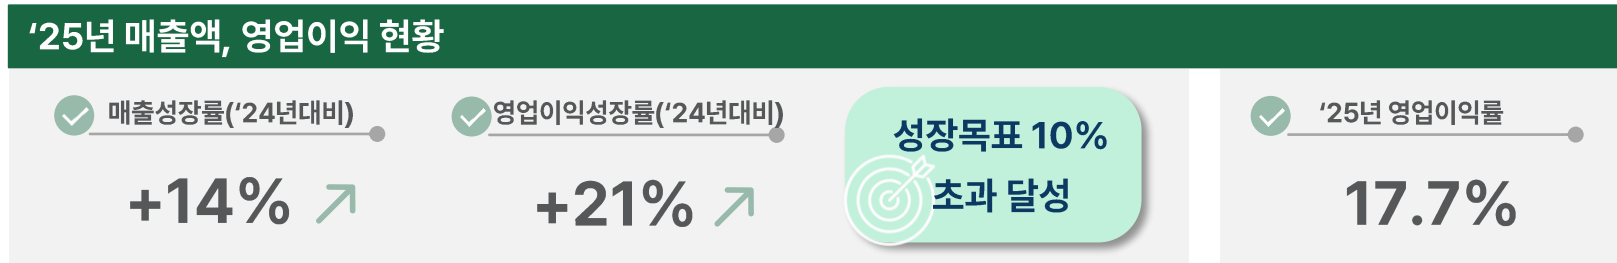 ‘25년 매출액, 영업이익 현황
매출성장률(‘24년대비)
+14%
영업이익성장률(‘24년대비)
+21%
성장목표 10%
초과 달성
‘25년 영업이익률
17.7%